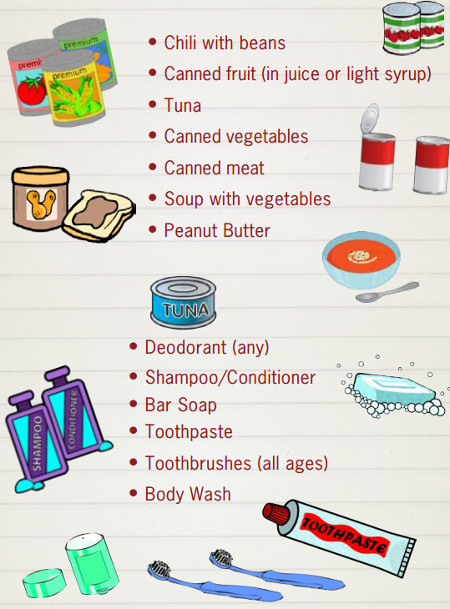 premium
premium
premium
• Chili with beans
• Canned fruit (in juice or light syrup)
• Tuna
• Canned vegetables
• Canned meat
• Soup with vegetables
• Peanut Butter
TUNA
• Deodorant (any)
• Shampoo/Conditioner
• Bar Soap
• Toothpaste
• Toothbrushes (all ages)
• Body Wash
SHAMPOO
CONDITIONER
TOOTHPASTE